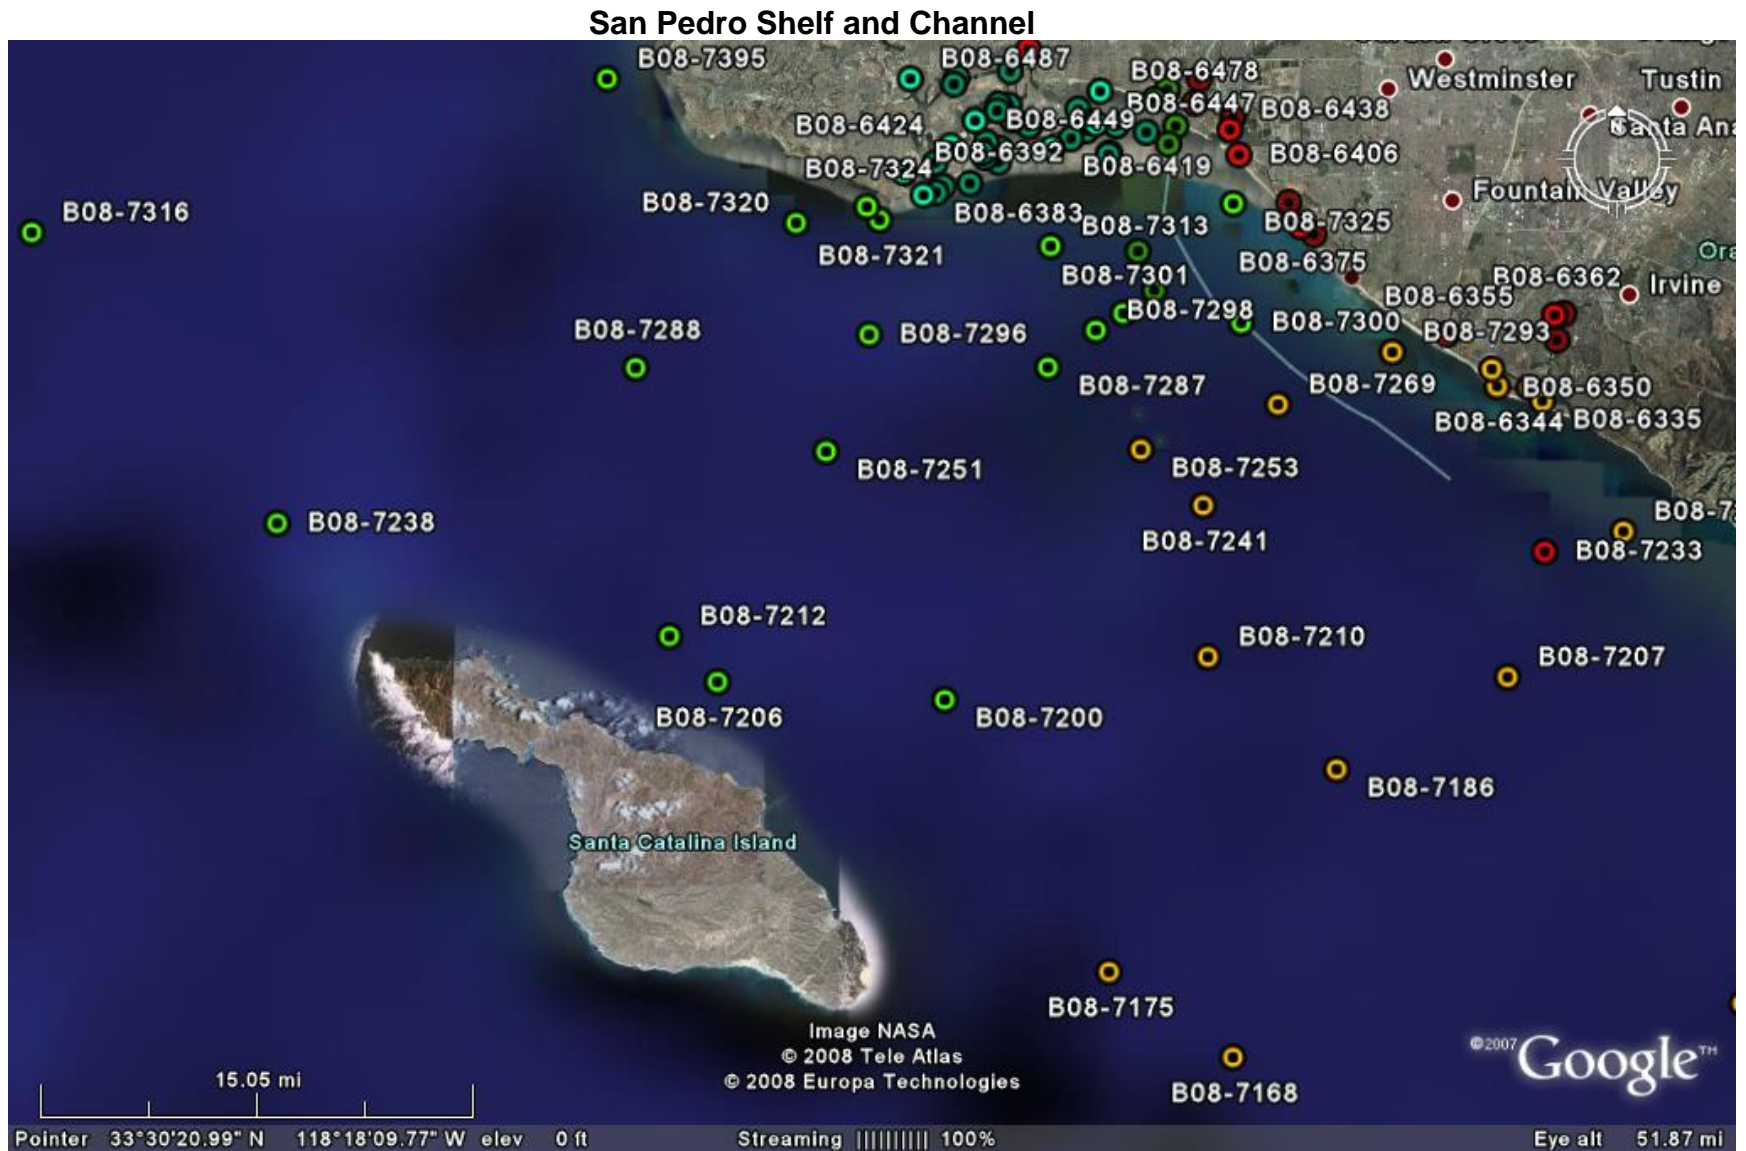 San Pedro Shelf and Channel
B08-7395
B08-6487
B08-6478
Westminster
Tustin
B08-6447
B08-6438
B08-6424
B08-6449
N
B08-6392
B08-6419
B08-6406
B08-7324
Fountain Valley
B08-7316
B08-7320
B08-6383
B08-7313
B08-7325
B08-7321
B08-6375
B08-7301
B08-6362
Irvine
B08-6355
B08-7288
B08-7296
B08-7298
B08-7300
B08-7293
B08-7287
B08-7269
B08-6350
B08-6344
B08-6335
B08-7251
B08-7253
B08-7238
B08-7241
B08-7233
B08-7212
B08-7210
B08-7207
B08-7206
B08-7200
B08-7186
Santa Catalina Island
B08-7175
Image NASA
© 2008 Tele Atlas
© 2008 Europa Technologies
©2007 Google™
15.05 mi
B08-7168
Pointer 33°30'20.99" N 118°18'09.77" W elev 0 ft Streaming |||||||||| 100% Eye alt 51.87 mi